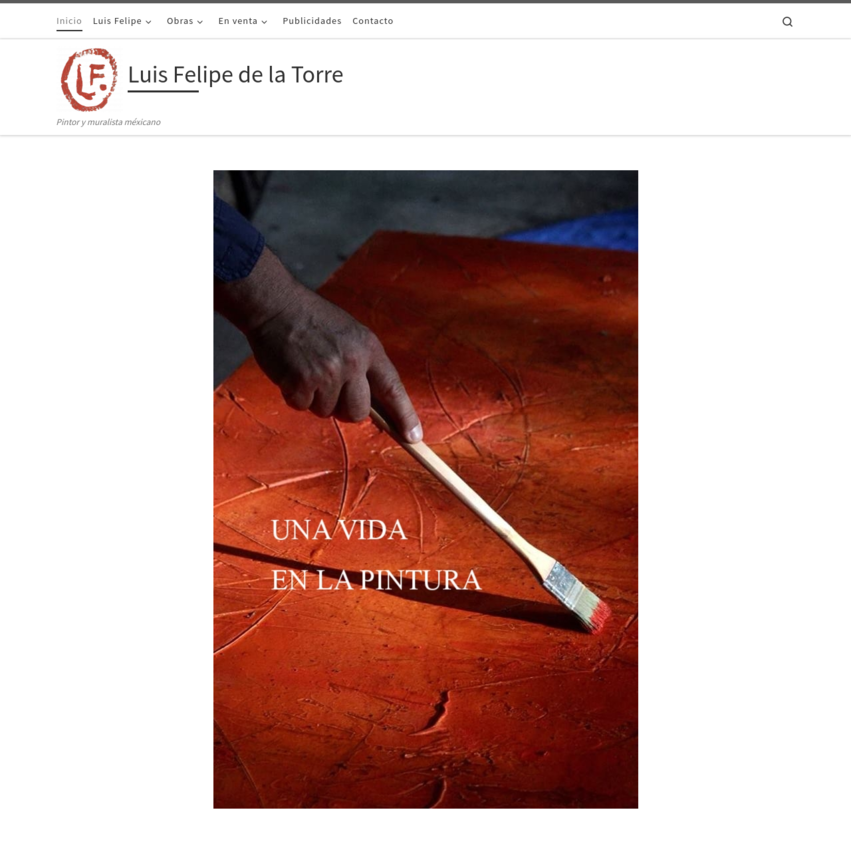 Inicio Luis Felipe Obras En venta Publicidades Contacto
LF
Luis Felipe de la Torre
Pintor y muralista méxicano
UNA VIDA
EN LA PINTURA